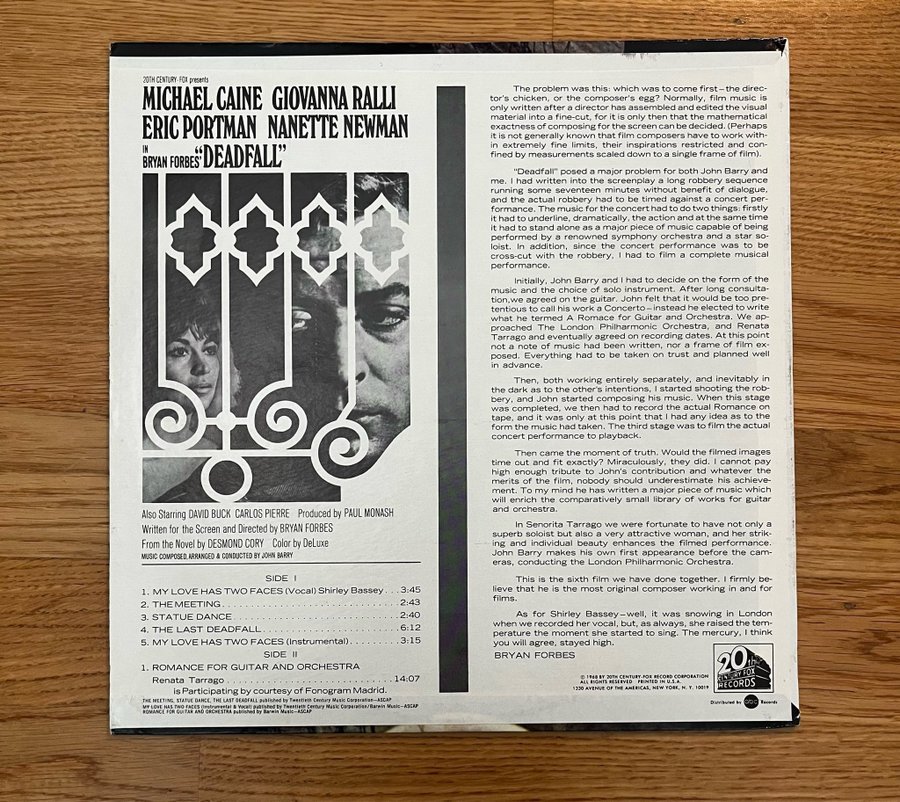 20TH CENTURY-FOX presents
MICHAEL CAINE GIOVANNA RALLI
ERIC PORTMAN NANETTE NEWMAN
IN
BRYAN FORBES' "DEADFALL"
Also Starring DAVID BUCK CARLOS PIERRE Produced by PAUL MONASH
Written for the Screen and Directed by BRYAN FORBES
From the Novel by DESMOND CORY Color by DeLuxe
MUSIC COMPOSED, ARRANGED & CONDUCTED BY JOHN BARRY
SIDE I
1. MY LOVE HAS TWO FACES (Vocal) Shirley Bassey . . . 3:45
2. THE MEETING . . . . . . . . . . . . . . . . . . . . . . . . . . 2:43
3. STATUE DANCE . . . . . . . . . . . . . . . . . . . . . . . . 2:40
4. THE LAST DEADFALL . . . . . . . . . . . . . . . . . . . . . 6:12
5. MY LOVE HAS TWO FACES (Instrumental) . . . . . . . . . . 3:15
SIDE II
1. ROMANCE FOR GUITAR AND ORCHESTRA
Renata Tarrago . . . . . . . . . . . . . . . . . . . . . . . . . 14:07
is Participating by courtesy of Fonogram Madrid.
THE MEETING, STATUE DANCE, THE LAST DEADFALL published by Twentieth Century Music Corporation—ASCAP
MY LOVE HAS TWO FACES (Instrumental & Vocal) published by Twentieth Century Music Corporation/Barwin Music—ASCAP
ROMANCE FOR GUITAR AND ORCHESTRA published by Barwin Music—ASCAP
The problem was this: which was to come first—the direc-
tor's chicken, or the composer's egg? Normally, film music is
only written after a director has assembled and edited the visual
material into a fine-cut, for it is only then that the mathematical
exactness of composing for the screen can be decided. (Perhaps
it is not generally known that film composers have to work with-
in extremely fine limits, their inspirations restricted and con-
fined by measurements scaled down to a single frame of film).
"Deadfall" posed a major problem for both John Barry and
me. I had written into the screenplay a long robbery sequence
running some seventeen minutes without benefit of dialogue,
and the actual robbery had to be timed against a concert per-
formance. The music for the concert had to do two things: firstly
it had to underline, dramatically, the action and at the same time
it had to stand alone as a major piece of music capable of being
performed by a renowned symphony orchestra and a star so-
loist. In addition, since the concert performance was to be
cross-cut with the robbery, I had to film a complete musical
performance.
Initially, John Barry and I had to decide on the form of the
music and the choice of solo instrument. After long consulta-
tion,we agreed on the guitar. John felt that it would be too pre-
tentious to call his work a Concerto—instead he elected to write
what he termed A Romace for Guitar and Orchestra. We ap-
proached The London Philharmonic Orchestra, and Renata
Tarrago and eventually agreed on recording dates. At this point
not a note of music had been written, nor a frame of film ex-
posed. Everything had to be taken on trust and planned well
in advance.
Then, both working entirely separately, and inevitably in
the dark as to the other's intentions, I started shooting the rob-
bery, and John started composing his music. When this stage
was completed, we then had to record the actual Romance on
tape, and it was only at this point that I had any idea as to the
form the music had taken. The third stage was to film the actual
concert performance to playback.
Then came the moment of truth. Would the filmed images
time out and fit exactly? Miraculously, they did. I cannot pay
high enough tribute to John's contribution and whatever the
merits of the film, nobody should underestimate his achieve-
ment. To my mind he has written a major piece of music which
will enrich the comparatively small library of works for guitar
and orchestra.
In Senorita Tarrago we were fortunate to have not only a
superb soloist but also a very attractive woman, and her strik-
ing and individual beauty enhances the filmed performance.
John Barry makes his own first appearance before the cam-
eras, conducting the London Philharmonic Orchestra.
This is the sixth film we have done together. I firmly be-
lieve that he is the most original composer working in and for
films.
As for Shirley Bassey—well, it was snowing in London
when we recorded her vocal, but, as always, she raised the tem-
perature the moment she started to sing. The mercury, I think
you will agree, stayed high.
BRYAN FORBES
© 1968 BY 20TH CENTURY-FOX RECORD CORPORATION
ALL RIGHTS RESERVED PRINTED IN U.S.A.
1330 AVENUE OF THE AMERICAS, NEW YORK, N. Y. 10019
20th
CENTURY FOX
RECORDS
Distributed by abc Records